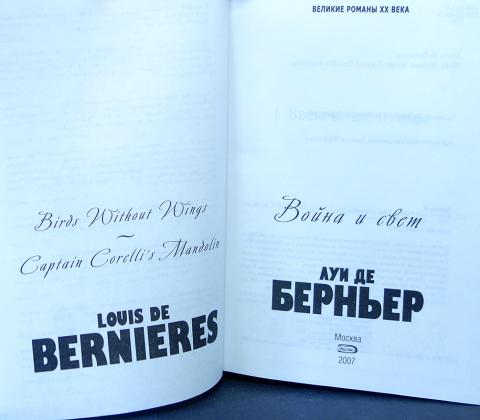 Birds Without Wings
~
Captain Corelli's Mandolin
LOUIS DE
BERNIERES
ВЕЛИКИЕ РОМАНЫ XX ВЕКА
Война и свет
ЛУИ ДЕ
БЕРНЬЕР
Москва
2007